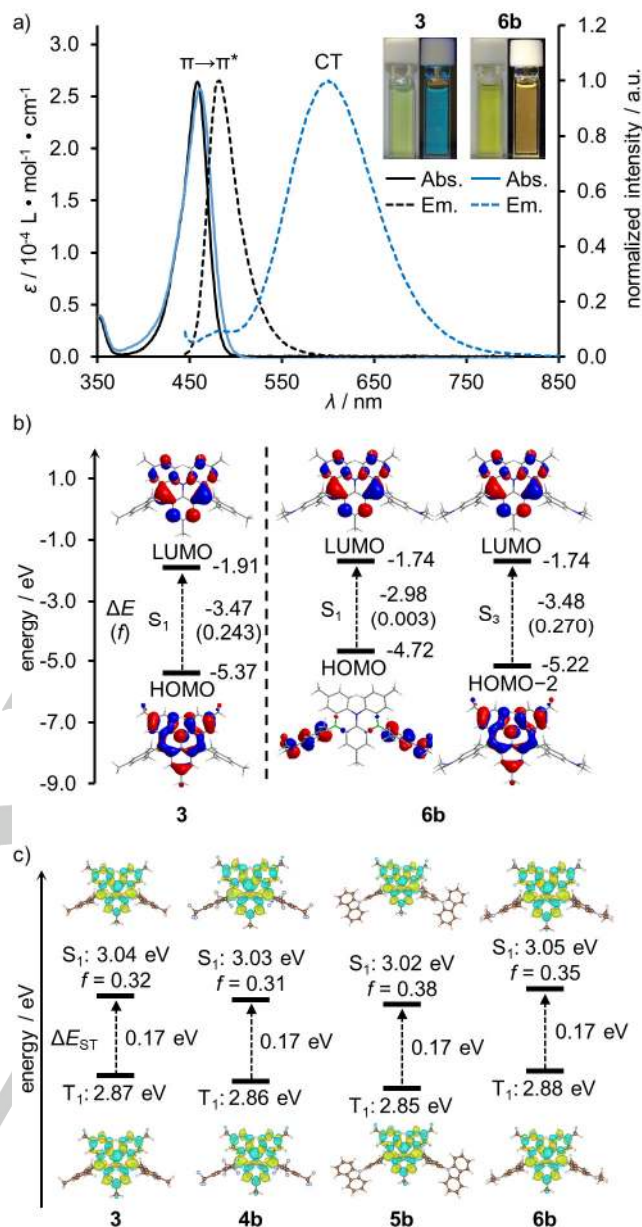 a)
3 6b
π→π* CT
Abs. Abs.
Em. Em.
3.0
2.5
2.0
1.5
1.0
0.5
0.0
ε / 10⁻⁴ L • mol⁻¹ • cm⁻¹
1.2
1.0
0.8
0.6
0.4
0.2
0.0
normalized intensity / a.u.
350 450 550 650 750 850
λ / nm
b)
energy / eV
1.0
-1.0
-3.0
-5.0
-7.0
-9.0
ΔE
(f)
LUMO -1.91
S₁ -3.47
(0.243)
-5.37
HOMO
3
LUMO -1.74
S₁ -2.98
(0.003)
-4.72
HOMO
LUMO -1.74
S₃ -3.48
(0.270)
-5.22
HOMO−2
6b
c)
energy / eV
S₁: 3.04 eV
f = 0.32
ΔE_ST 0.17 eV
T₁: 2.87 eV
3
S₁: 3.03 eV
f = 0.31
0.17 eV
T₁: 2.86 eV
4b
S₁: 3.02 eV
f = 0.38
0.17 eV
T₁: 2.85 eV
5b
S₁: 3.05 eV
f = 0.35
0.17 eV
T₁: 2.88 eV
6b